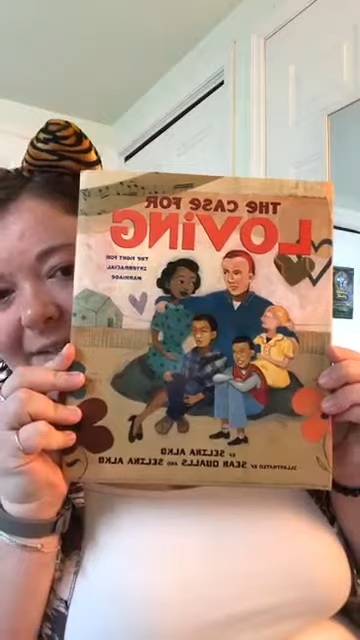 THE CASE FOR
LOVING
THE FIGHT FOR
INTERRACIAL
MARRIAGE
BY SELINA ALKO
ILLUSTRATED BY SEAN QUALLS AND SELINA ALKO